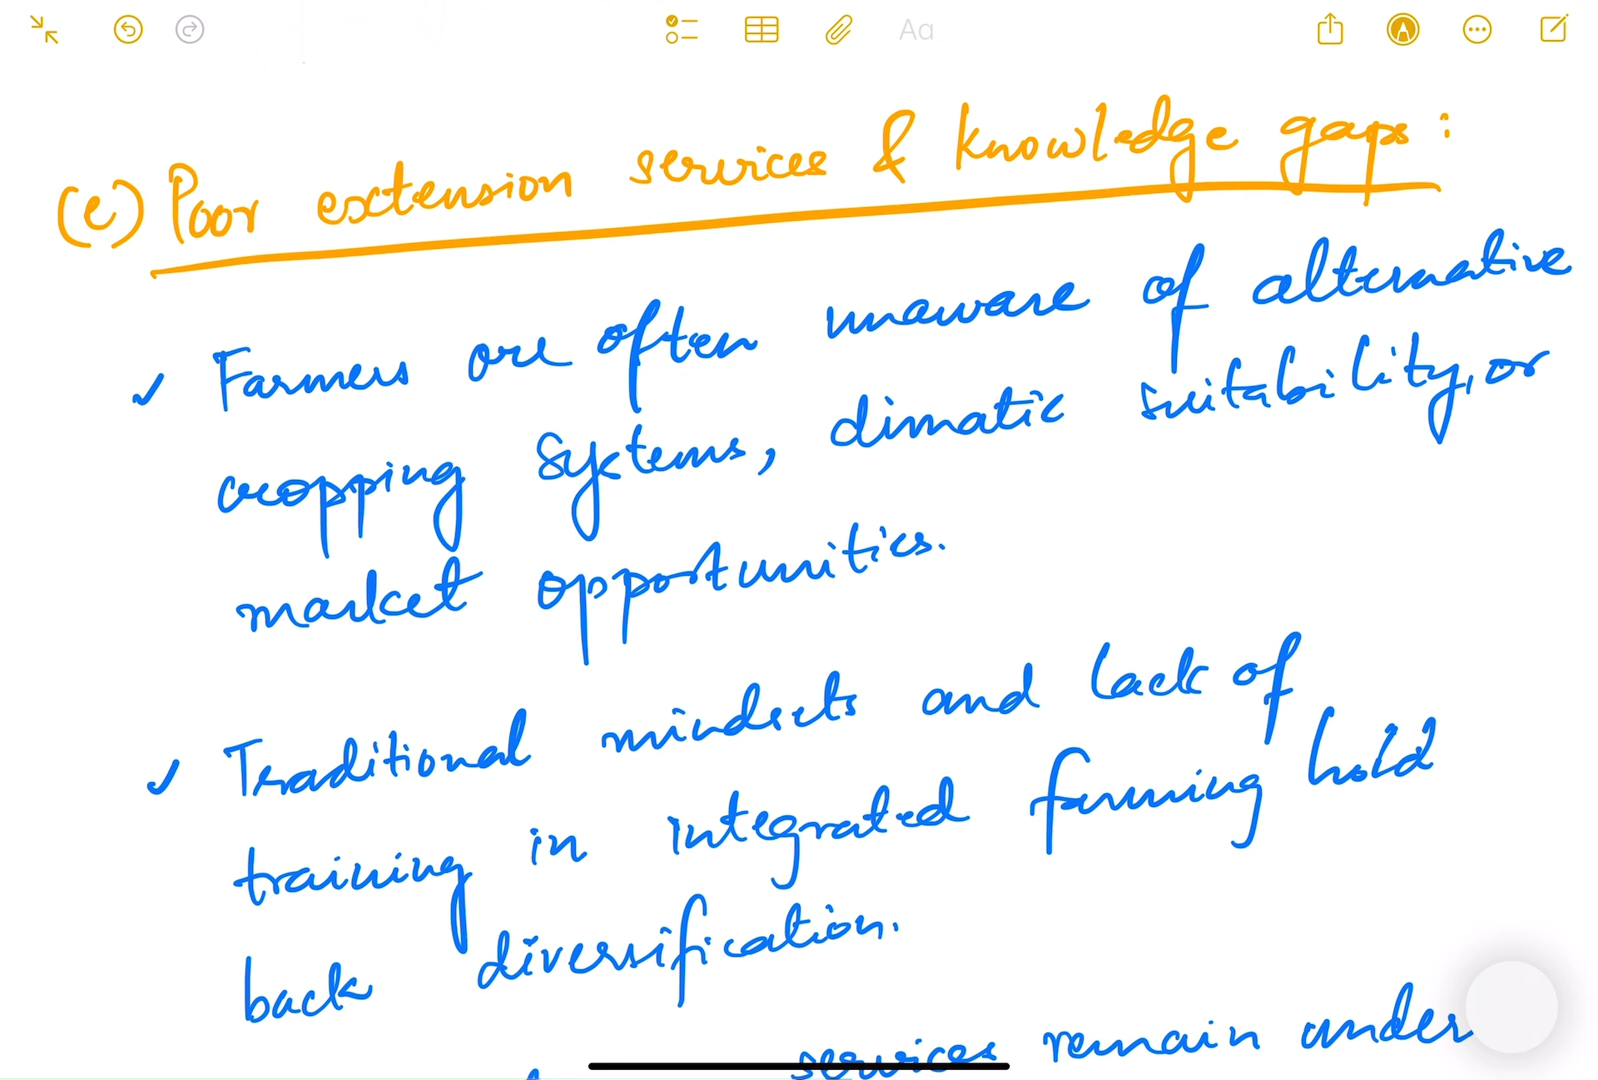 Aa
(e) Poor extension services & knowledge gaps:
✓ Farmers are often unaware of alternative
cropping systems, climatic suitability, or
market opportunities.
✓ Traditional mindsets and lack of
training in integrated farming hold
back diversification.
services remain under